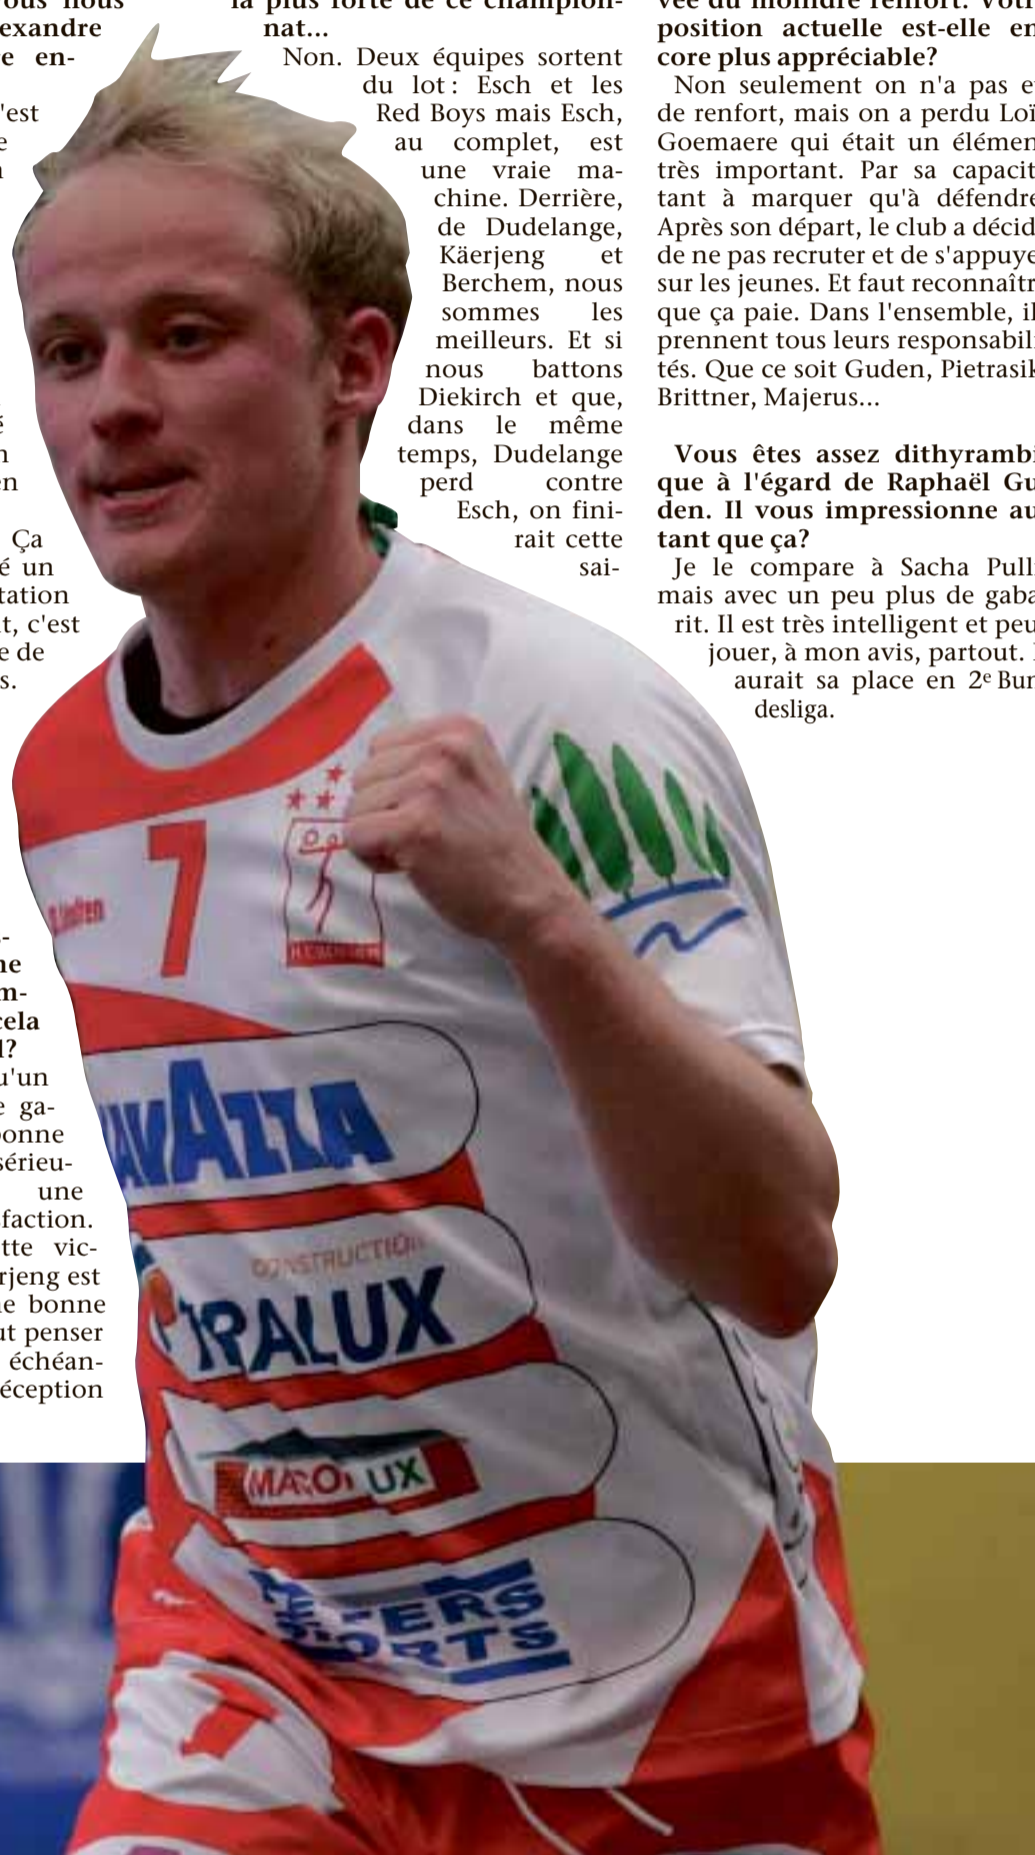 nat...
Non. Deux équipes sortent
du lot : Esch et les
Red Boys mais Esch,
au complet, est
une vraie ma-
chine. Derrière,
de Dudelange,
Käerjeng et
Berchem, nous
sommes les
meilleurs. Et si
nous battons
Diekirch et que,
dans le même
temps, Dudelange
perd contre
Esch, on fini-
rait cette
sai-
position actuelle est-elle en
core plus appréciable?
Non seulement on n'a pas e
de renfort, mais on a perdu Loï
Goemaere qui était un élémen
très important. Par sa capacit
tant à marquer qu'à défendre
Après son départ, le club a décid
de ne pas recruter et de s'appuye
sur les jeunes. Et faut reconnaîtr
que ça paie. Dans l'ensemble, il
prennent tous leurs responsabili
tés. Que ce soit Guden, Pietrasik
Brittner, Majerus...
Vous êtes assez dithyrambi
que à l'égard de Raphaël Gu
den. Il vous impressionne au
tant que ça?
Je le compare à Sacha Pulli
mais avec un peu plus de gaba
rit. Il est très intelligent et peu
jouer, à mon avis, partout.
aurait sa place en 2e Bun
desliga.
exandre
e en-
'est
Ça
é un
tation
t, c'est
e de
s.
ne
m-
cela
l?
u'un
e ga-
bonne
sérieu-
une
faction.
tte vic-
rjeng est
e bonne
ut penser
échéan-
éception
7
AVAZZA
CONSTRUCTION
TRALUX
UX
7